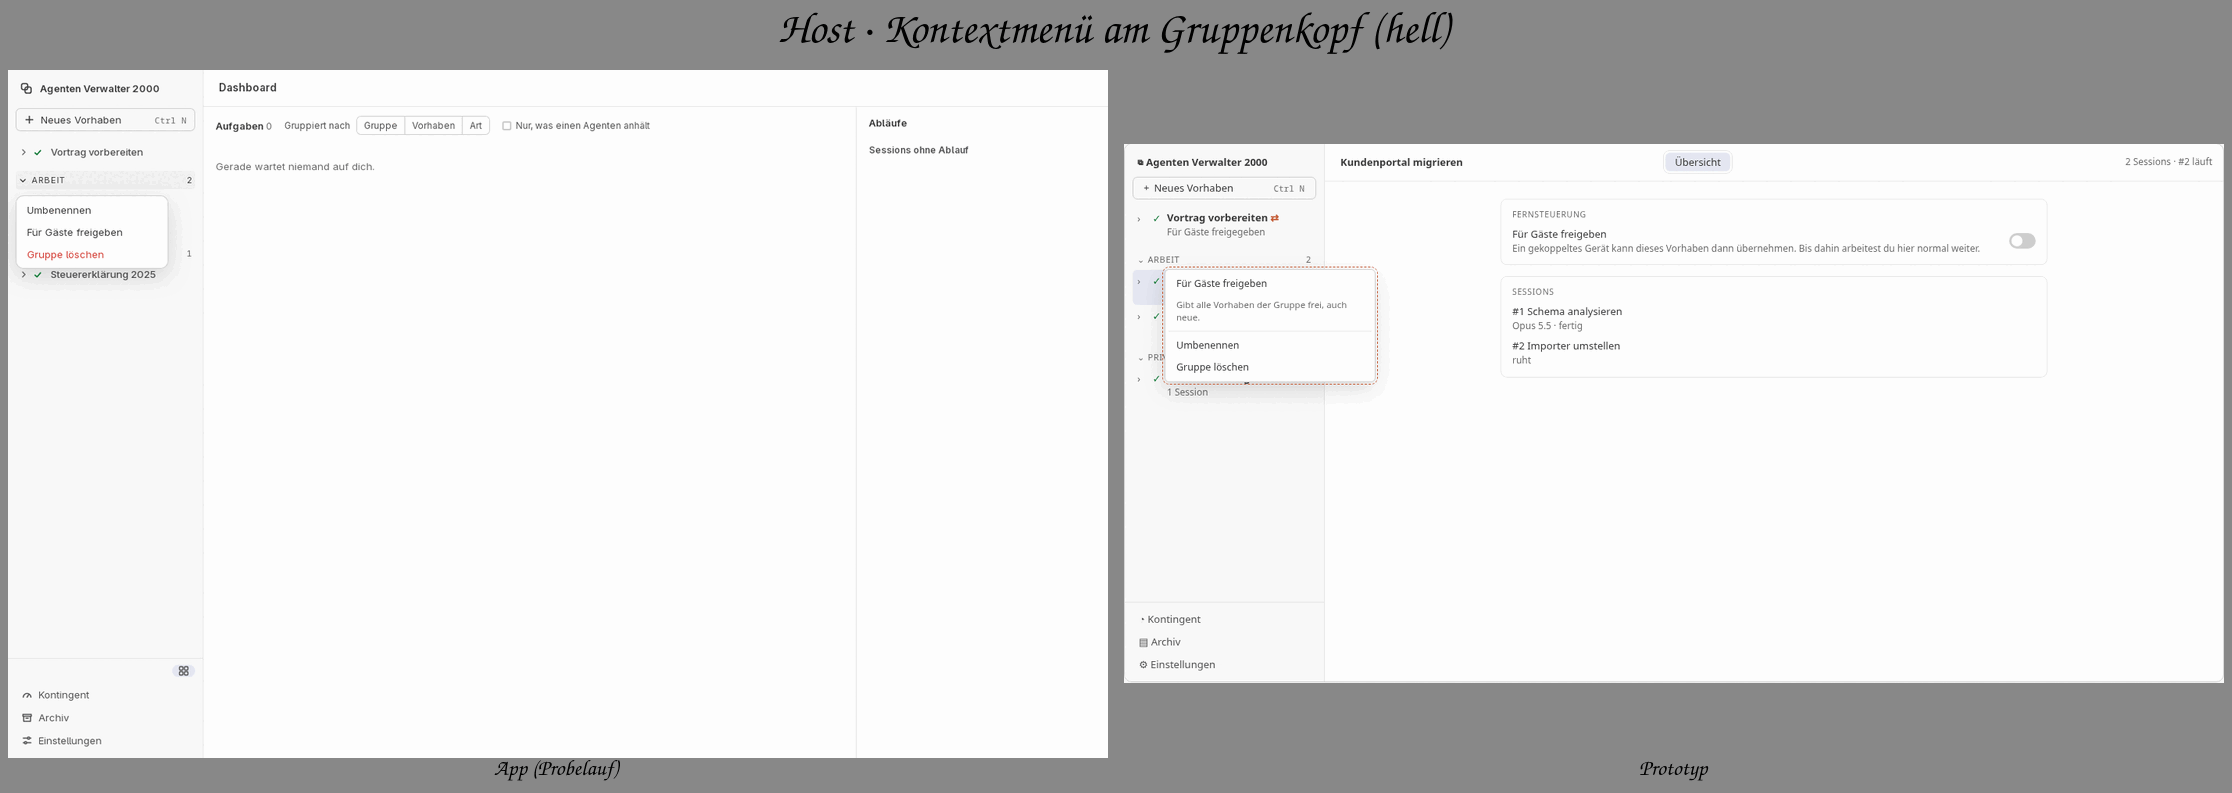 Host · Kontextmenü am Gruppenkopf (hell)
Agenten Verwalter 2000
Neues Vorhaben Ctrl N
Vortrag vorbereiten
ARBEIT 2
Umbenennen
Für Gäste freigeben
Gruppe löschen
1
Steuererklärung 2025
Kontingent
Archiv
Einstellungen
Dashboard
Aufgaben 0 Gruppiert nach Gruppe Vorhaben Art Nur, was einen Agenten anhält
Gerade wartet niemand auf dich.
Abläufe
Sessions ohne Ablauf
App (Probelauf)
Agenten Verwalter 2000
+ Neues Vorhaben Ctrl N
Vortrag vorbereiten
Für Gäste freigegeben
ARBEIT 2
Für Gäste freigeben
Gibt alle Vorhaben der Gruppe frei, auch
neue.
Umbenennen
Gruppe löschen
1 Session
Kontingent
Archiv
Einstellungen
Kundenportal migrieren Übersicht 2 Sessions · #2 läuft
FERNSTEUERUNG
Für Gäste freigeben
Ein gekoppeltes Gerät kann dieses Vorhaben dann übernehmen. Bis dahin arbeitest du hier normal weiter.
SESSIONS
#1 Schema analysieren
Opus 5.5 · fertig
#2 Importer umstellen
ruht
Prototyp